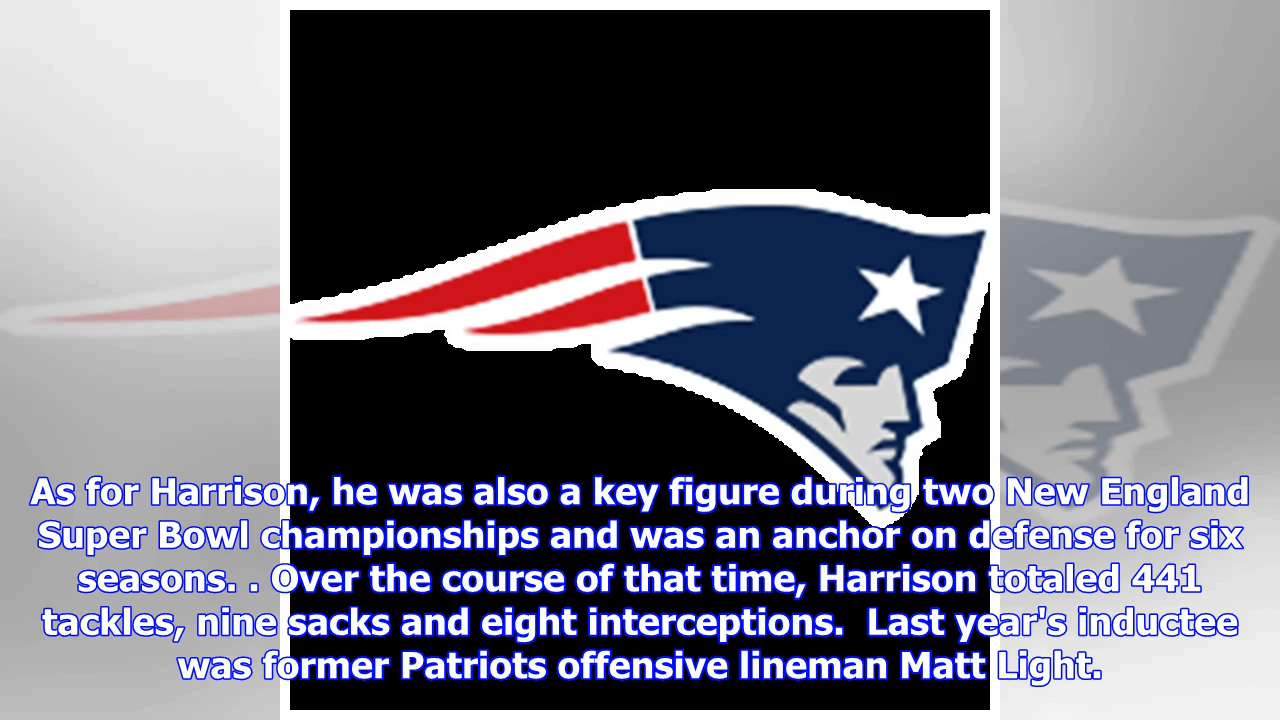 As for Harrison, he was also a key figure during two New England
Super Bowl championships and was an anchor on defense for six
seasons. . Over the course of that time, Harrison totaled 441
tackles, nine sacks and eight interceptions.  Last year's inductee
was former Patriots offensive lineman Matt Light.